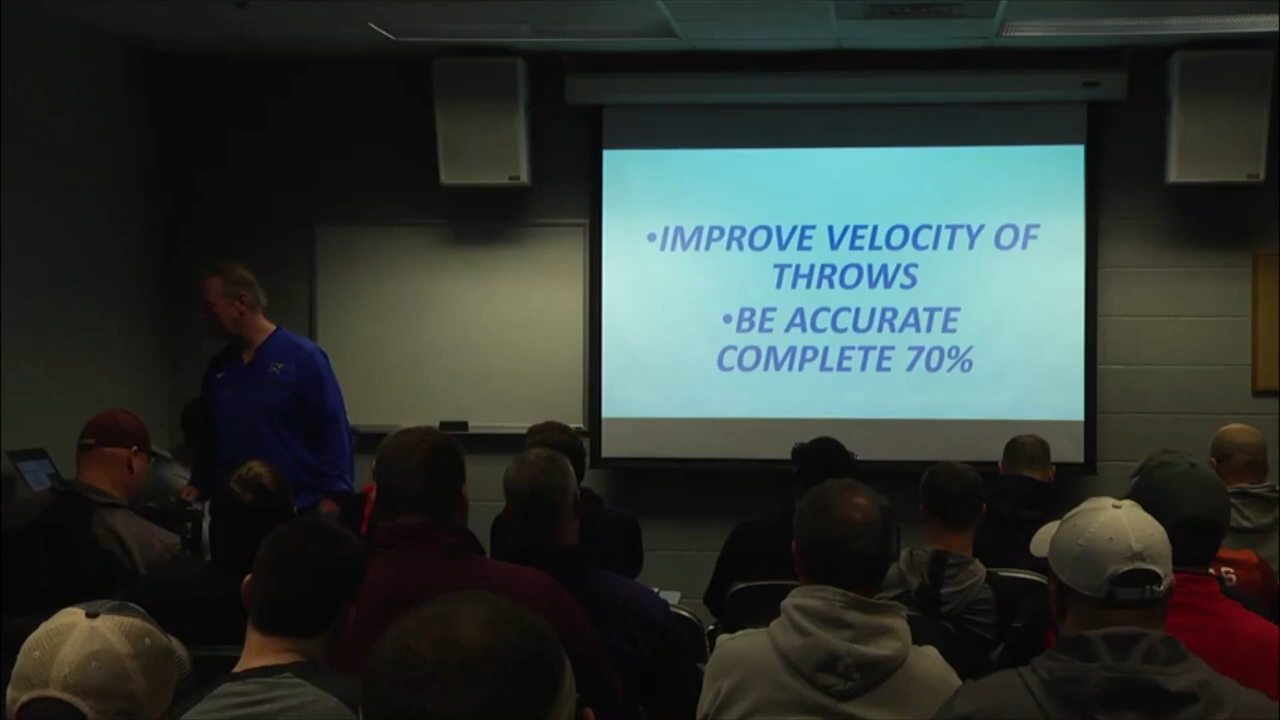 •IMPROVE VELOCITY OF
THROWS
•BE ACCURATE
COMPLETE 70%